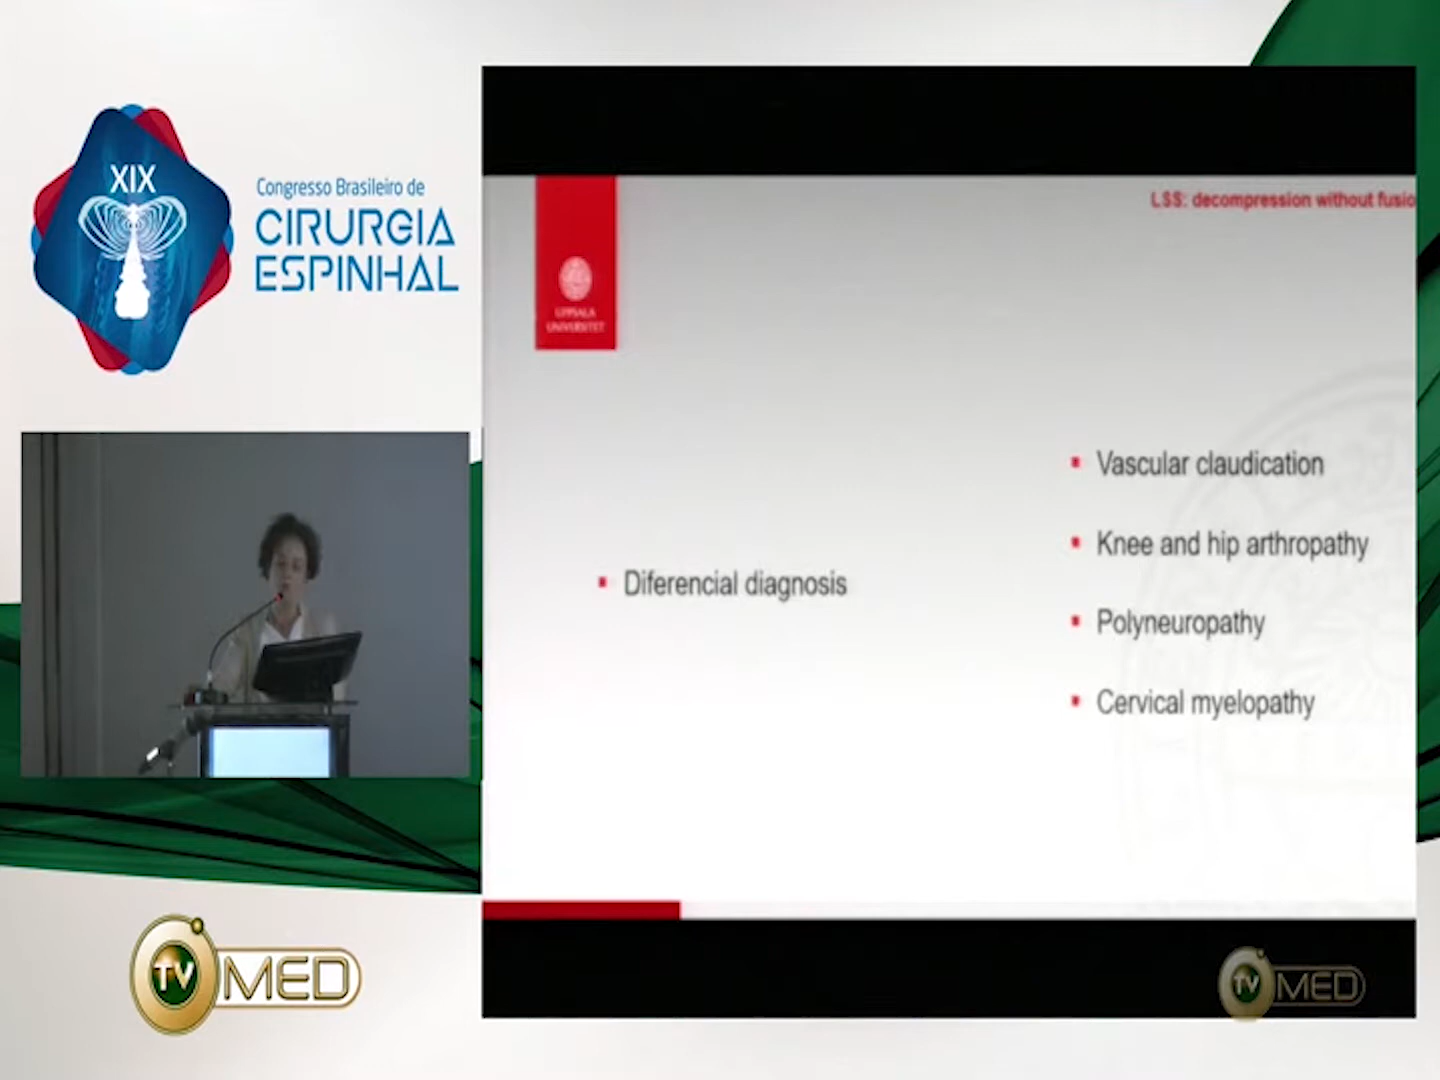 XIX
Congresso Brasileiro de
CIRURGIA
ESPINHAL
LSS: decompression without fusio
UPPSALA
UNIVERSITET
Diferencial diagnosis
Vascular claudication
Knee and hip arthropathy
Polyneuropathy
Cervical myelopathy
TV MED
TV MED